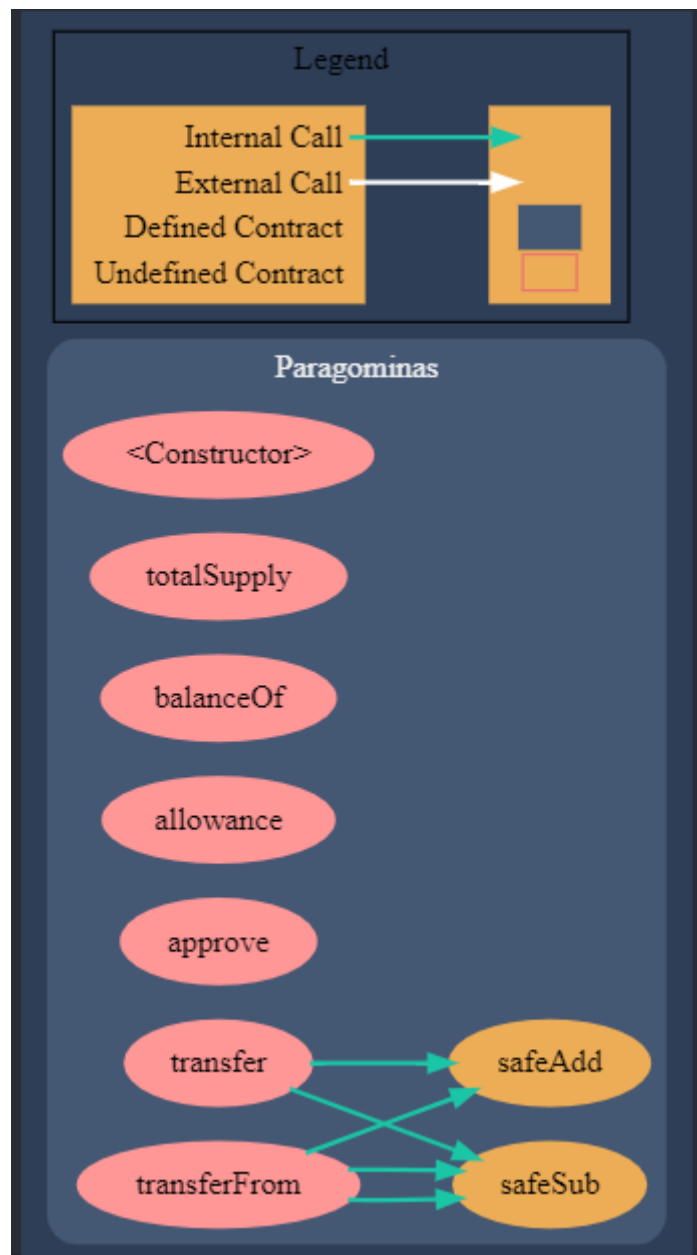 Legend
Internal Call
External Call
Defined Contract
Undefined Contract
Paragominas
<Constructor>
totalSupply
balanceOf
allowance
approve
transfer
safeAdd
transferFrom
safeSub